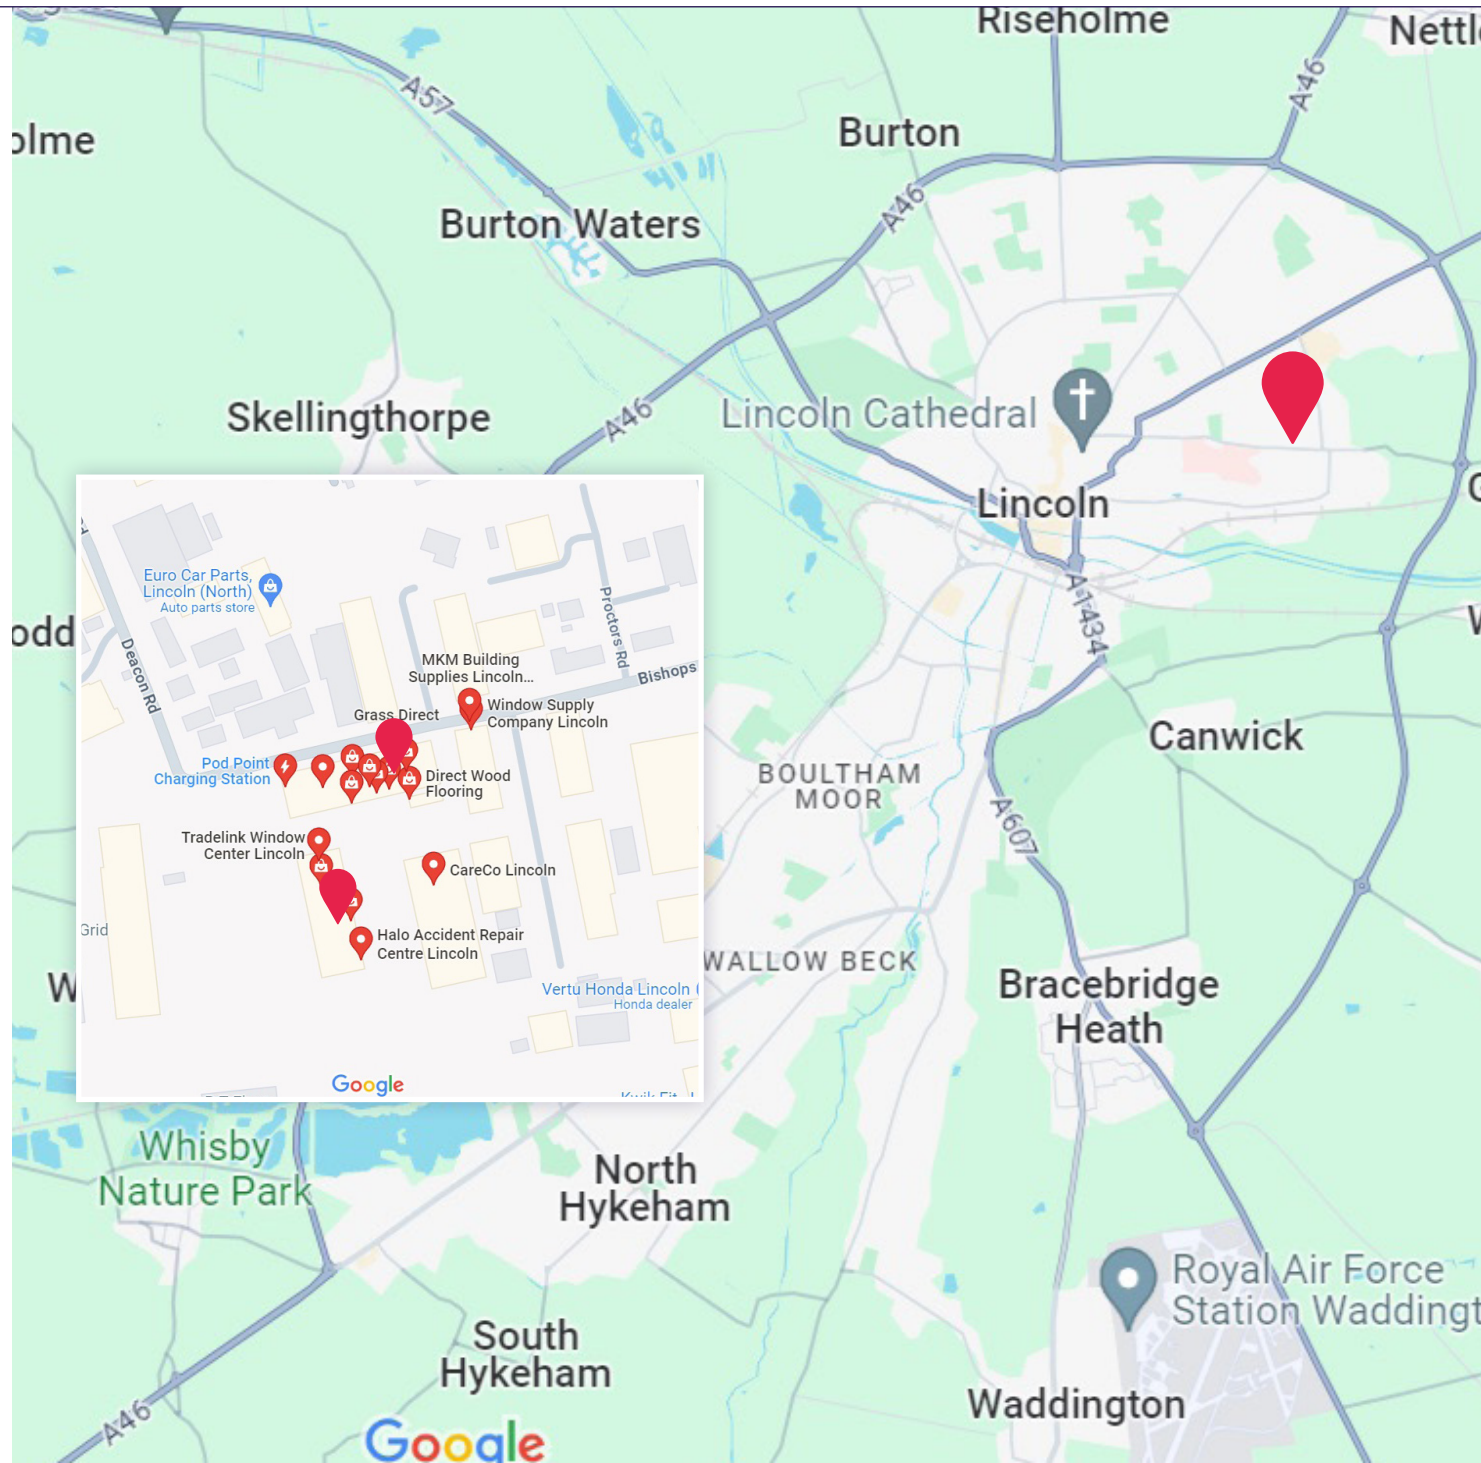 Riseholme
A57
A46
Burton
Burton Waters
A46
Skellingthorpe
A46
Lincoln Cathedral
Lincoln
A1434
Canwick
BOULTHAM
MOOR
A607
WALLOW BECK
Bracebridge
Heath
Whisby
Nature Park
North
Hykeham
Royal Air Force
Station Waddingt
South
Hykeham
Waddington
A46
Google
Euro Car Parts,
Lincoln (North)
Auto parts store
Proctors Rd
Deacon Rd
MKM Building
Supplies Lincoln...
Bishops
Window Supply
Company Lincoln
Grass Direct
Pod Point
Charging Station
Direct Wood
Flooring
Tradelink Window
Center Lincoln
CareCo Lincoln
Grid
Halo Accident Repair
Centre Lincoln
Vertu Honda Lincoln
Honda dealer
Google